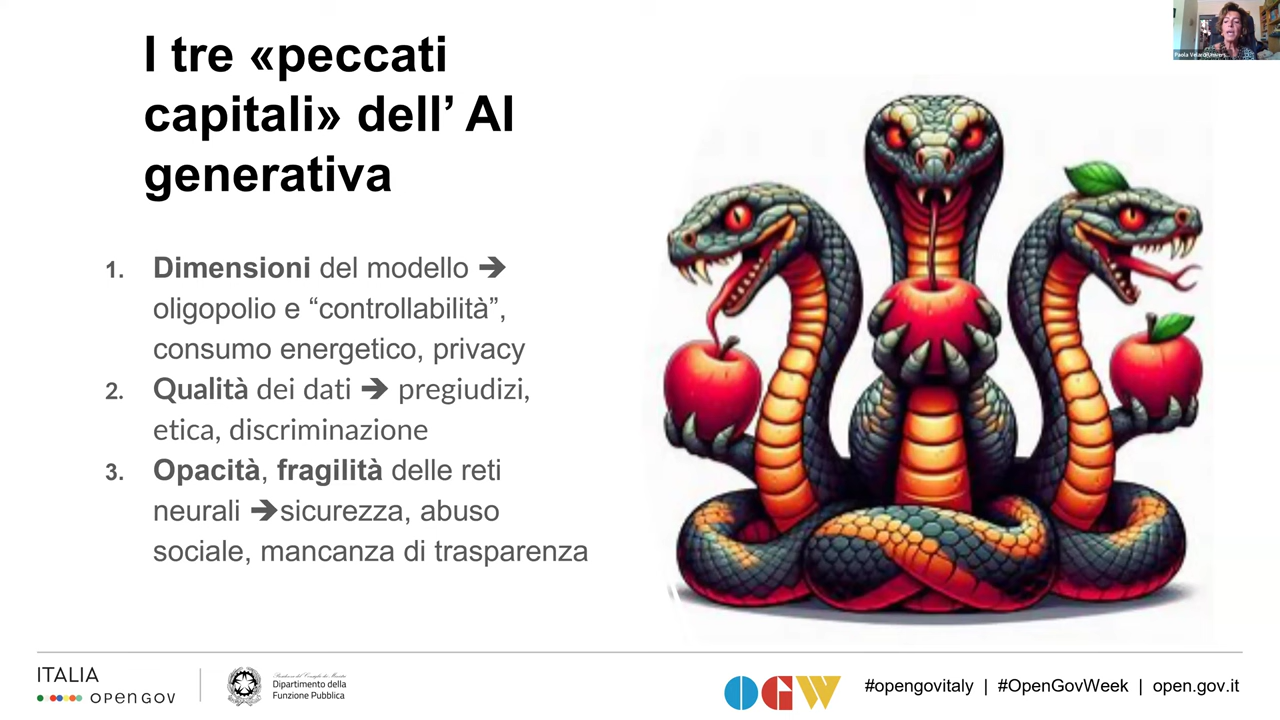 I tre «peccati
capitali» dell’ AI
generativa
1. Dimensioni del modello ➔
oligopolio e “controllabilità”,
consumo energetico, privacy
2. Qualità dei dati ➔ pregiudizi,
etica, discriminazione
3. Opacità, fragilità delle reti
neurali ➔sicurezza, abuso
sociale, mancanza di trasparenza
ITALIA
open gov
Dipartimento della
Funzione Pubblica
OGW
#opengovitaly | #OpenGovWeek | open.gov.it